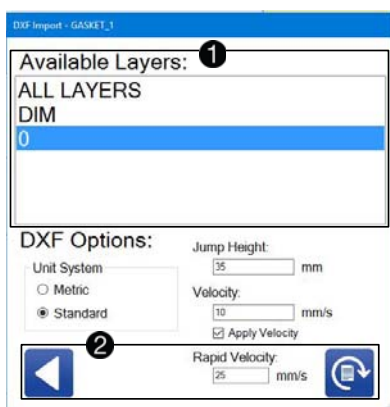 DXF Import - GASKET_1
Available Layers: 1
ALL LAYERS
DIM
0
DXF Options:
Unit System
Metric
Standard
Jump Height:
35 mm
Velocity:
10 mm/s
Apply Velocity
2
Rapid Velocity:
25 mm/s